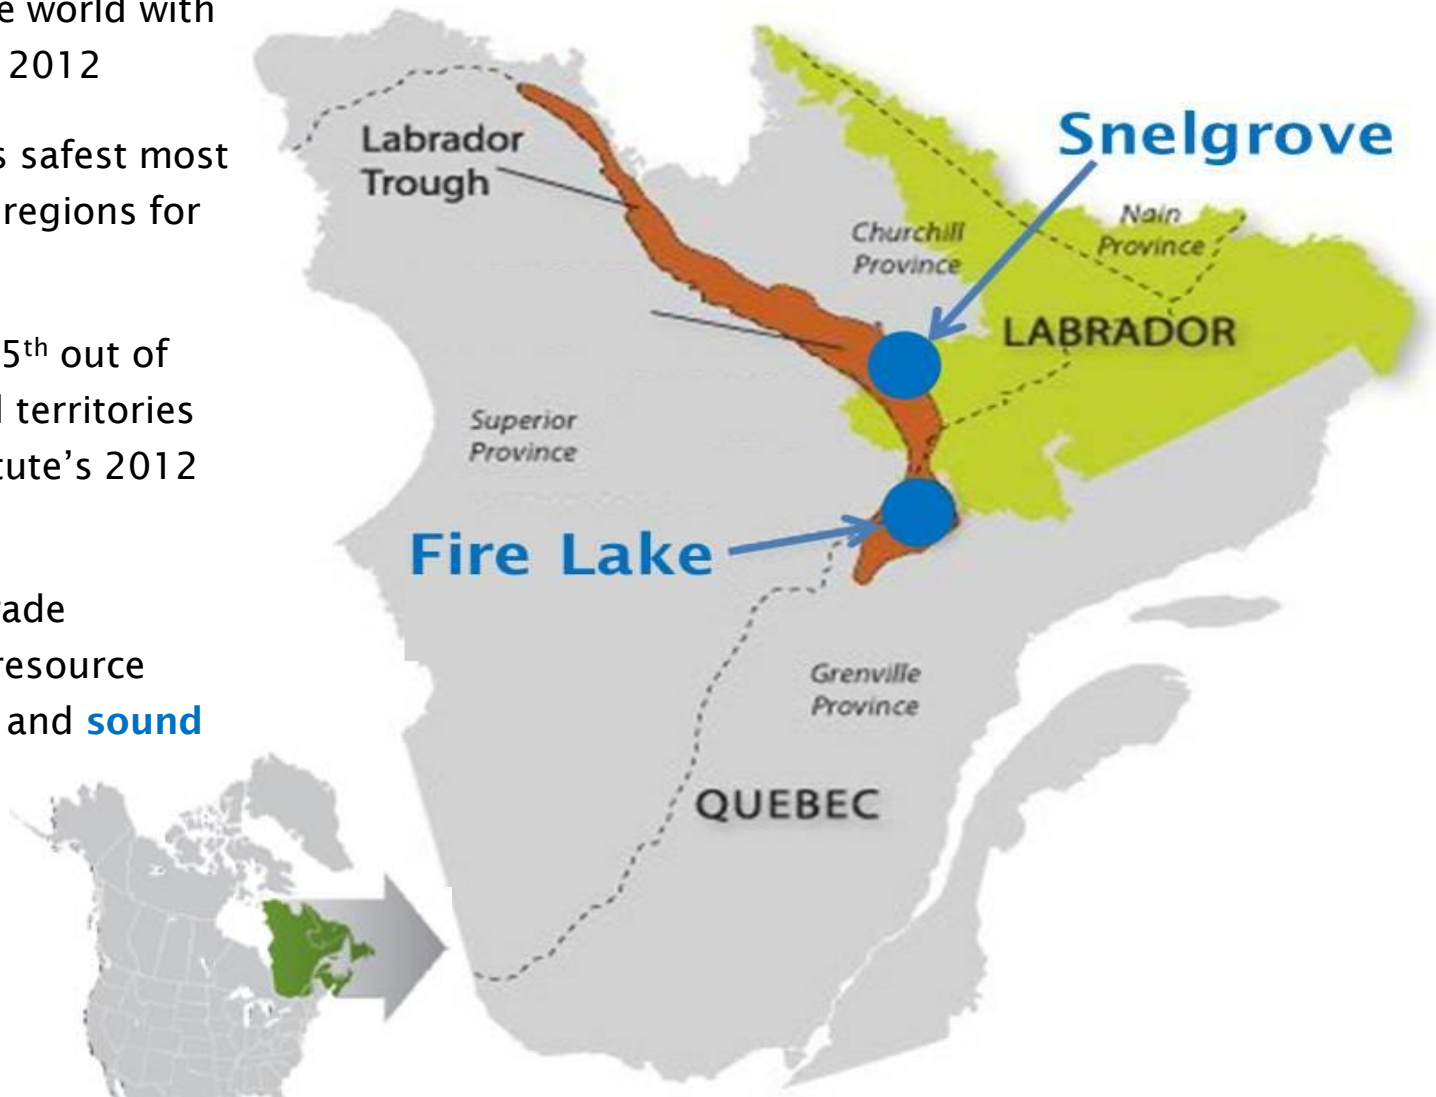 e world with
2012
s safest most
regions for
5th out of
l territories
tute's 2012
ade
resource
and sound
Labrador
Trough
Snelgrove
Nain
Province
Churchill
Province
LABRADOR
Superior
Province
Fire Lake
Grenville
Province
QUEBEC